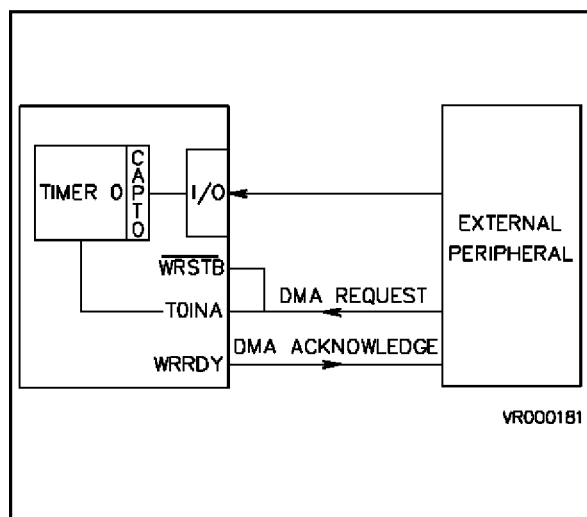 TIMER 0
CAPT0
I/O
WRSTB
T0INA
WRRDY
DMA REQUEST
DMA ACKNOWLEDGE
EXTERNAL
PERIPHERAL
VR000181